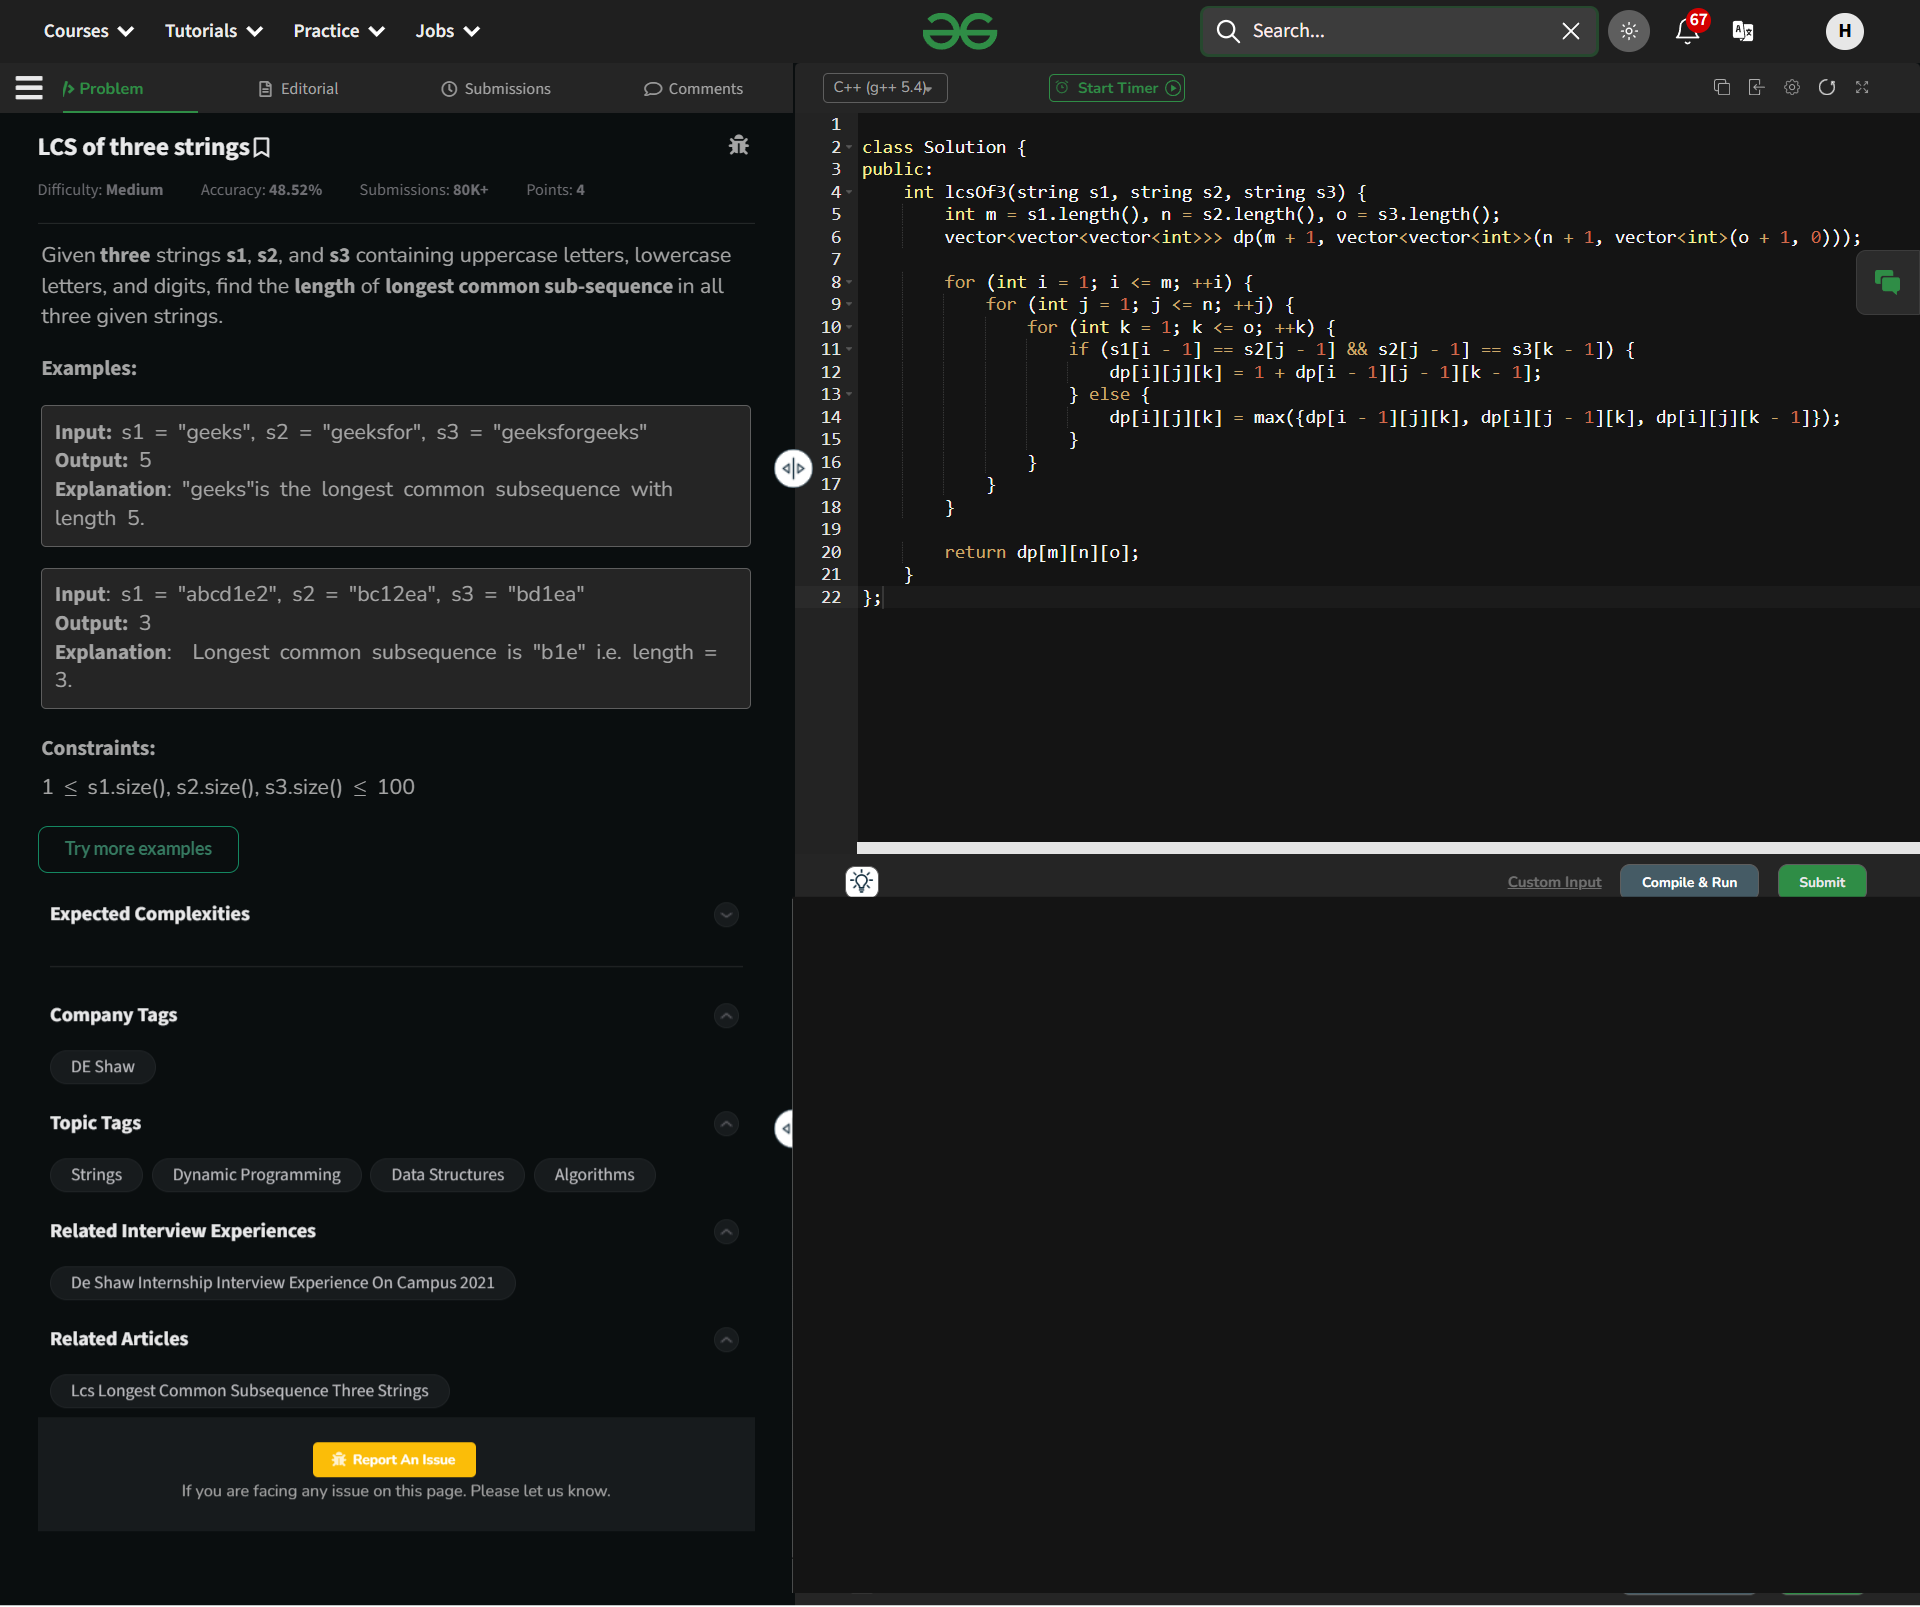 Courses
Tutorials
Practice
Jobs
Search...
67
H
Problem
Editorial
Submissions
Comments
LCS of three strings
Difficulty: Medium
Accuracy: 48.52%
Submissions: 80K+
Points: 4
Given three strings s1, s2, and s3 containing uppercase letters, lowercase
letters, and digits, find the length of longest common sub-sequence in all
three given strings.
Examples:
Input: s1 = "geeks", s2 = "geeksfor", s3 = "geeksforgeeks"
Output: 5
Explanation: "geeks"is the longest common subsequence with
length 5.
Input: s1 = "abcd1e2", s2 = "bc12ea", s3 = "bd1ea"
Output: 3
Explanation: Longest common subsequence is "b1e" i.e. length =
3.
Constraints:
1 ≤ s1.size(), s2.size(), s3.size() ≤ 100
Try more examples
Expected Complexities
Company Tags
DE Shaw
Topic Tags
Strings
Dynamic Programming
Data Structures
Algorithms
Related Interview Experiences
De Shaw Internship Interview Experience On Campus 2021
Related Articles
Lcs Longest Common Subsequence Three Strings
Report An Issue
If you are facing any issue on this page. Please let us know.
C++ (g++ 5.4)
Start Timer
1
2 class Solution {
3 public:
4     int lcsOf3(string s1, string s2, string s3) {
5         int m = s1.length(), n = s2.length(), o = s3.length();
6         vector<vector<vector<int>>> dp(m + 1, vector<vector<int>>(n + 1, vector<int>(o + 1, 0)));
7
8         for (int i = 1; i <= m; ++i) {
9             for (int j = 1; j <= n; ++j) {
10                 for (int k = 1; k <= o; ++k) {
11                     if (s1[i - 1] == s2[j - 1] && s2[j - 1] == s3[k - 1]) {
12                         dp[i][j][k] = 1 + dp[i - 1][j - 1][k - 1];
13                     } else {
14                         dp[i][j][k] = max({dp[i - 1][j][k], dp[i][j - 1][k], dp[i][j][k - 1]});
15                     }
16                 }
17             }
18         }
19
20         return dp[m][n][o];
21     }
22 };
Custom Input
Compile & Run
Submit